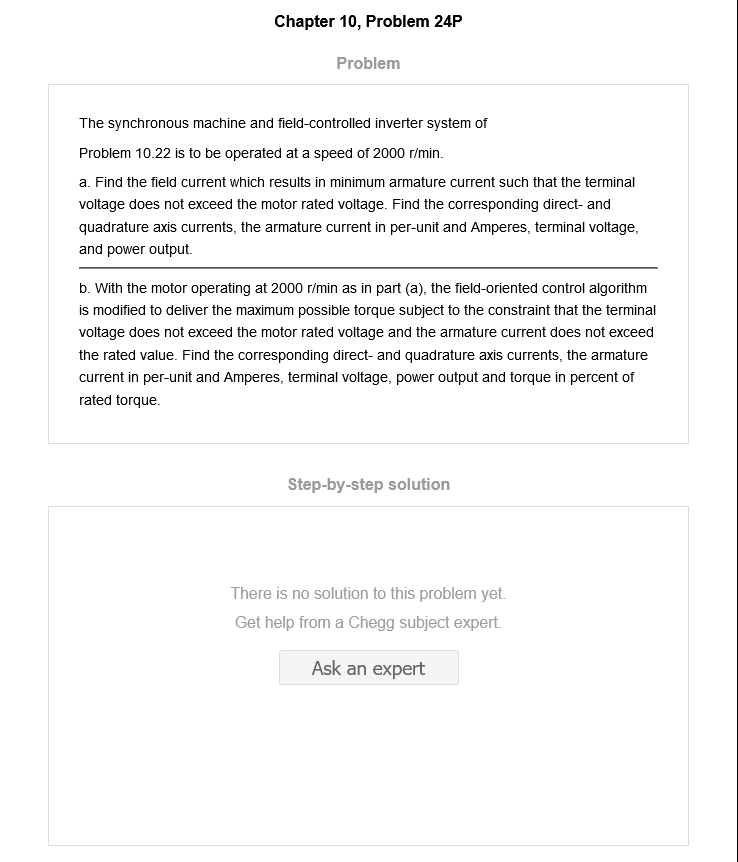 Chapter 10, Problem 24P
Problem
The synchronous machine and field-controlled inverter system of
Problem 10.22 is to be operated at a speed of 2000 r/min.
a. Find the field current which results in minimum armature current such that the terminal
voltage does not exceed the motor rated voltage. Find the corresponding direct- and
quadrature axis currents, the armature current in per-unit and Amperes, terminal voltage,
and power output.
b. With the motor operating at 2000 r/min as in part (a), the field-oriented control algorithm
is modified to deliver the maximum possible torque subject to the constraint that the terminal
voltage does not exceed the motor rated voltage and the armature current does not exceed
the rated value. Find the corresponding direct- and quadrature axis currents, the armature
current in per-unit and Amperes, terminal voltage, power output and torque in percent of
rated torque.
Step-by-step solution
There is no solution to this problem yet.
Get help from a Chegg subject expert.
Ask an expert